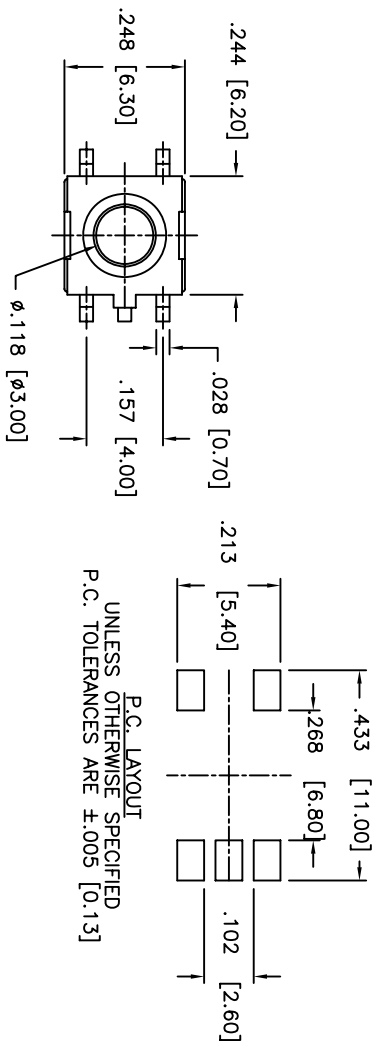 .248 [6.30]
.244 [6.20]
ø.118 [ø3.00]
.157 [4.00]
.028 [0.70]
.213
[5.40]
.433 [11.00]
.268 [6.80]
.102 [2.60]
P.C. LAYOUT
UNLESS OTHERWISE SPECIFIED
P.C. TOLERANCES ARE ±.005 [0.13]